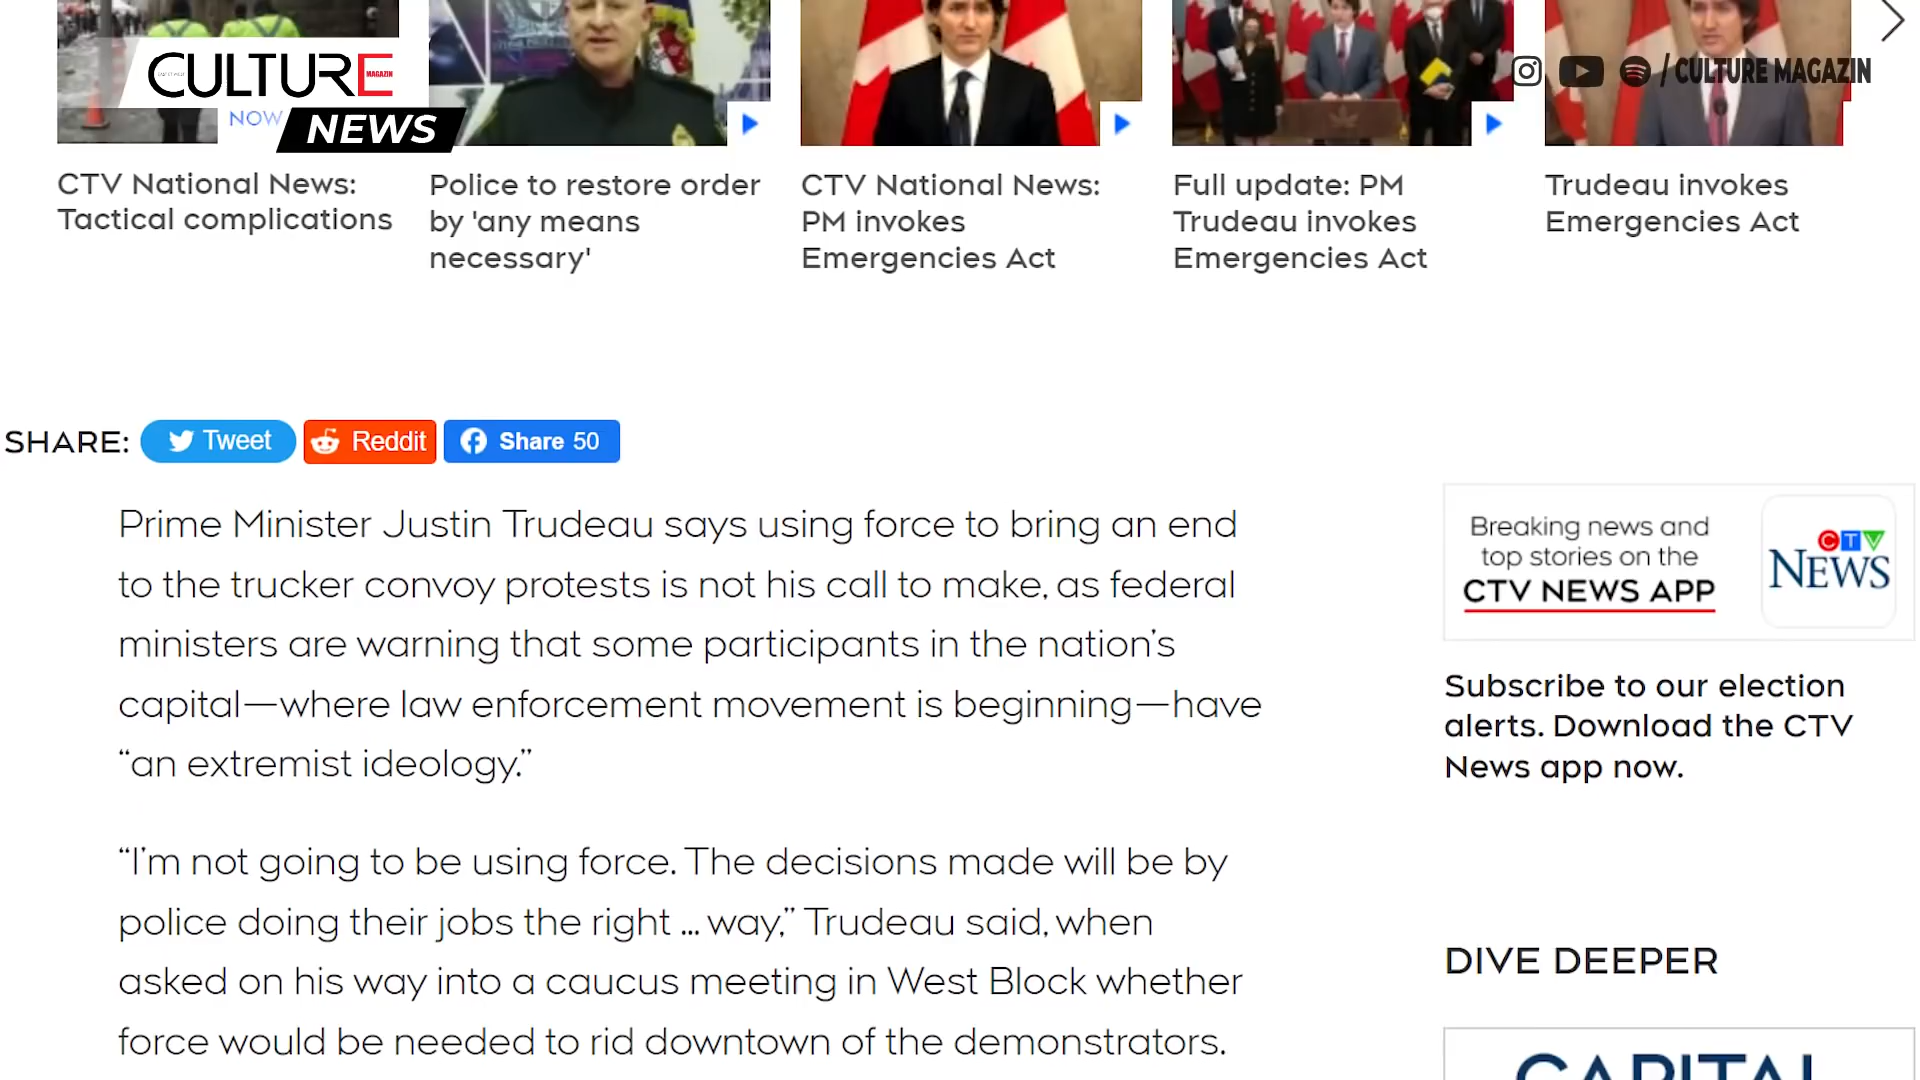 CULTURE
MAGAZIN
NOW
NEWS
/ CULTURE MAGAZIN
CTV National News:
Tactical complications
Police to restore order
by 'any means
necessary'
CTV National News:
PM invokes
Emergencies Act
Full update: PM
Trudeau invokes
Emergencies Act
Trudeau invokes
Emergencies Act
SHARE:
Tweet
Reddit
Share 50
Prime Minister Justin Trudeau says using force to bring an end
to the trucker convoy protests is not his call to make, as federal
ministers are warning that some participants in the nation’s
capital—where law enforcement movement is beginning—have
“an extremist ideology.”
“I’m not going to be using force. The decisions made will be by
police doing their jobs the right ... way,” Trudeau said, when
asked on his way into a caucus meeting in West Block whether
force would be needed to rid downtown of the demonstrators.
Breaking news and
top stories on the
CTV NEWS APP
CTV
NEWS
Subscribe to our election
alerts. Download the CTV
News app now.
DIVE DEEPER
CAPITAL